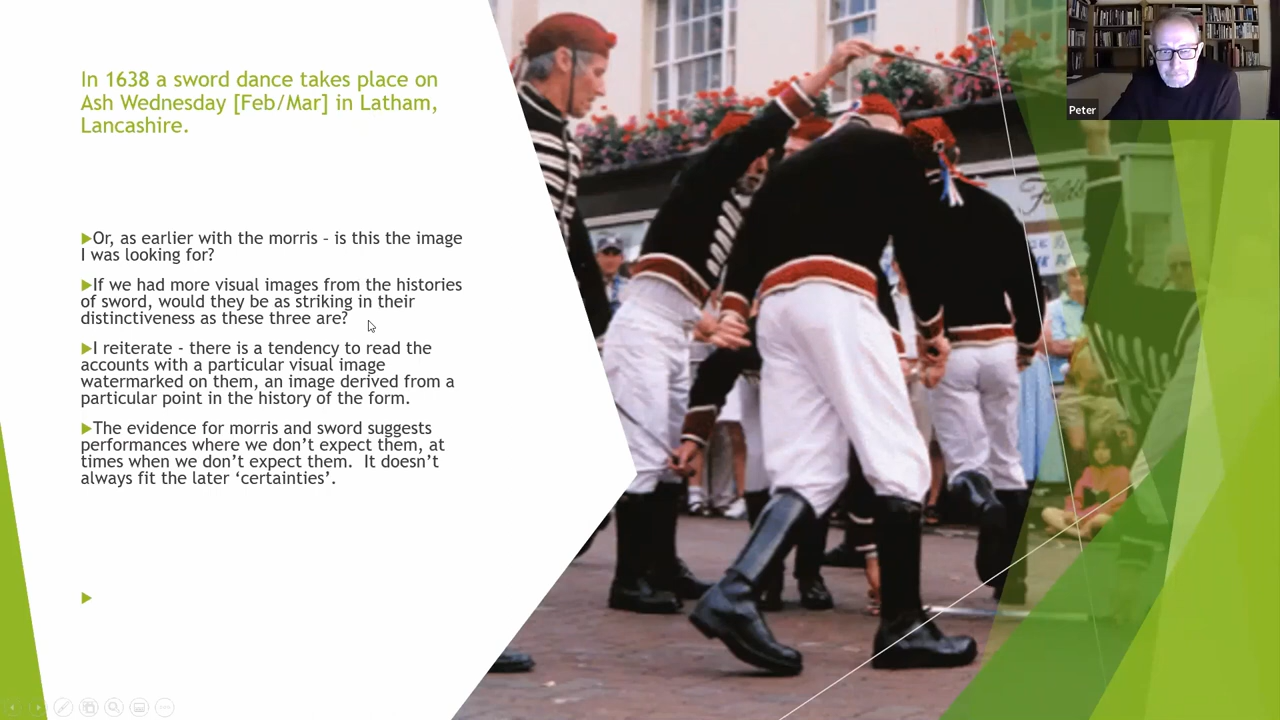 In 1638 a sword dance takes place on
Ash Wednesday [Feb/Mar] in Latham,
Lancashire.
Or, as earlier with the morris – is this the image
I was looking for?
If we had more visual images from the histories
of sword, would they be as striking in their
distinctiveness as these three are?
I reiterate - there is a tendency to read the
accounts with a particular visual image
watermarked on them, an image derived from a
particular point in the history of the form.
The evidence for morris and sword suggests
performances where we don’t expect them, at
times when we don’t expect them.  It doesn’t
always fit the later ‘certainties’.
Peter